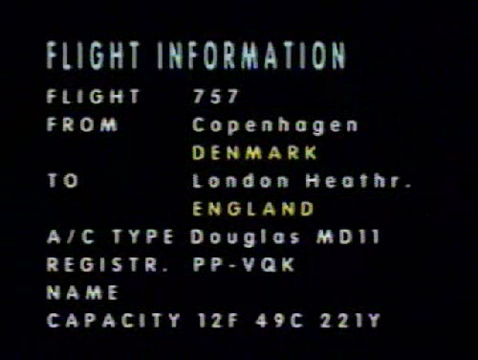 FLIGHT INFORMATION
FLIGHT 757
FROM Copenhagen
DENMARK
TO London Heathr.
ENGLAND
A/C TYPE Douglas MD11
REGISTR. PP-VQK
NAME
CAPACITY 12F 49C 221Y